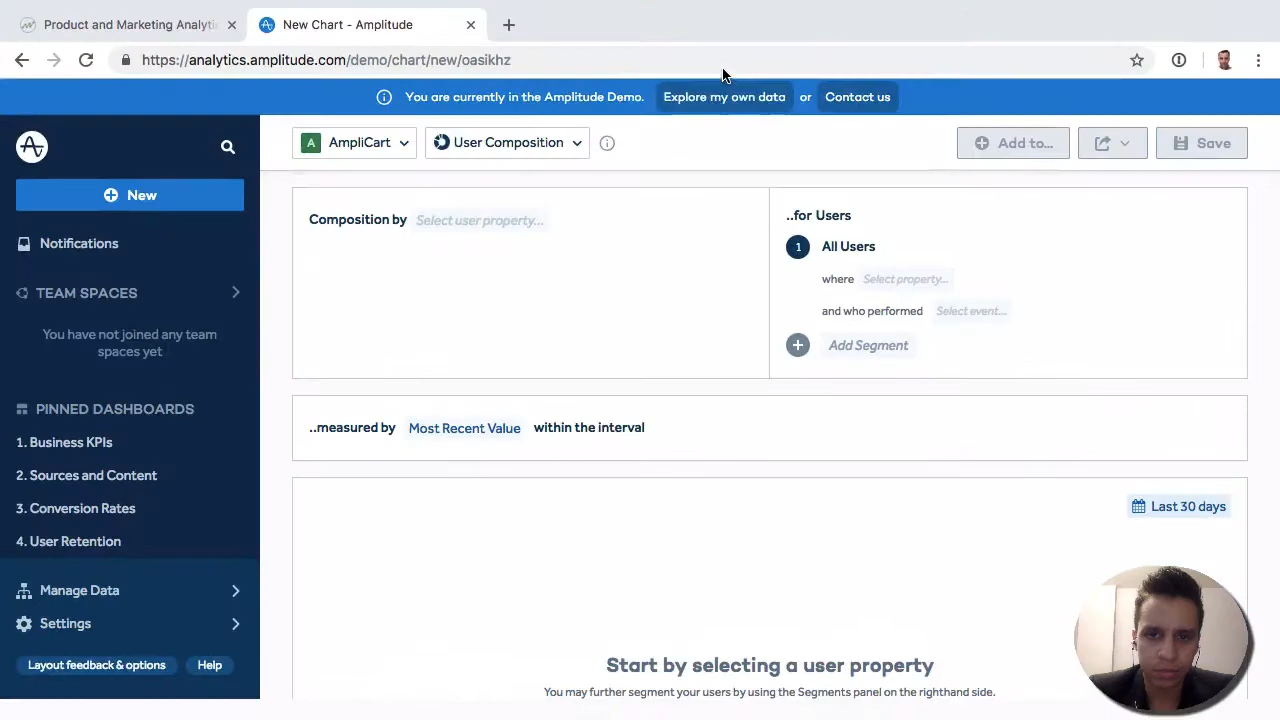 Product and Marketing Analyti
New Chart - Amplitude
https://analytics.amplitude.com/demo/chart/new/oasikhz
You are currently in the Amplitude Demo. Explore my own data or Contact us
A AmpliCart User Composition Add to... Save
New
Notifications
TEAM SPACES
You have not joined any team
spaces yet
PINNED DASHBOARDS
1. Business KPIs
2. Sources and Content
3. Conversion Rates
4. User Retention
Manage Data
Settings
Layout feedback & options Help
Composition by Select user property...
..for Users
1 All Users
where Select property...
and who performed Select event...
Add Segment
..measured by Most Recent Value within the interval
Last 30 days
Start by selecting a user property
You may further segment your users by using the Segments panel on the righthand side.